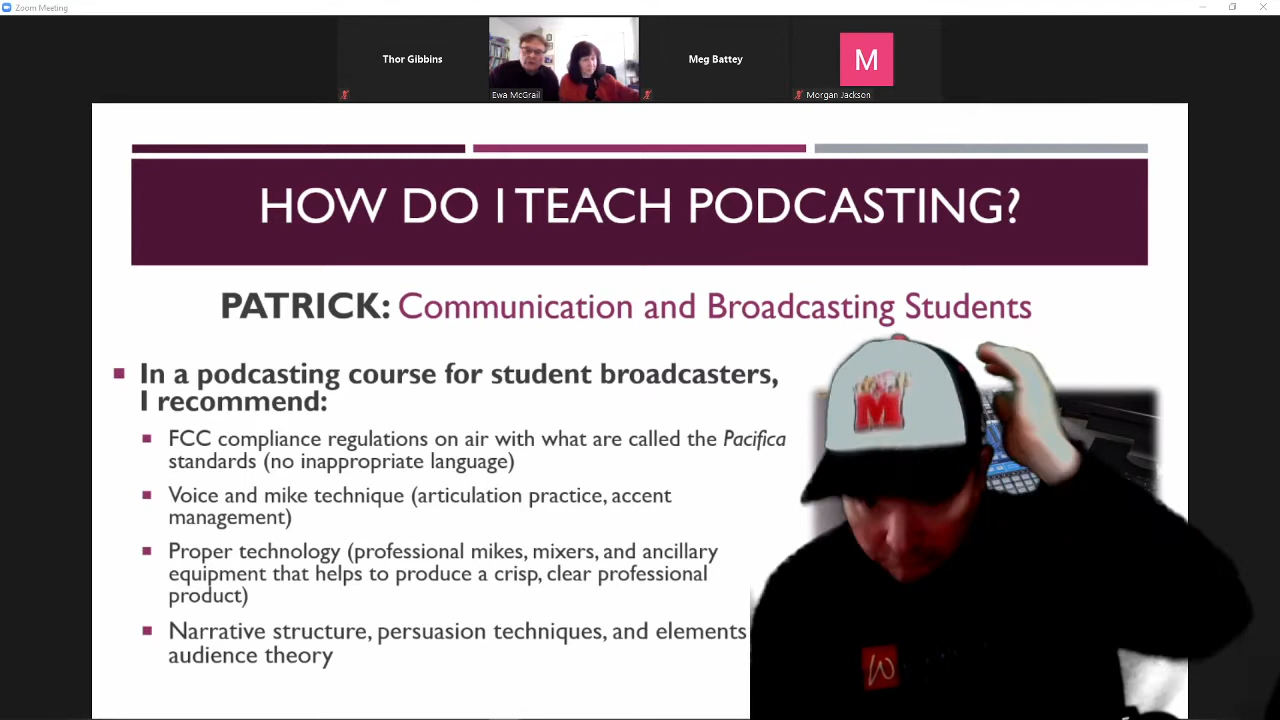 Zoom Meeting
Thor Gibbins
Ewa McGrail
Meg Battey
M
Morgan Jackson
HOW DO I TEACH PODCASTING?
PATRICK: Communication and Broadcasting Students
In a podcasting course for student broadcasters,
I recommend:
FCC compliance regulations on air with what are called the Pacifica
standards (no inappropriate language)
Voice and mike technique (articulation practice, accent
management)
Proper technology (professional mikes, mixers, and ancillary
equipment that helps to produce a crisp, clear professional
product)
Narrative structure, persuasion techniques, and elements
audience theory
M
W